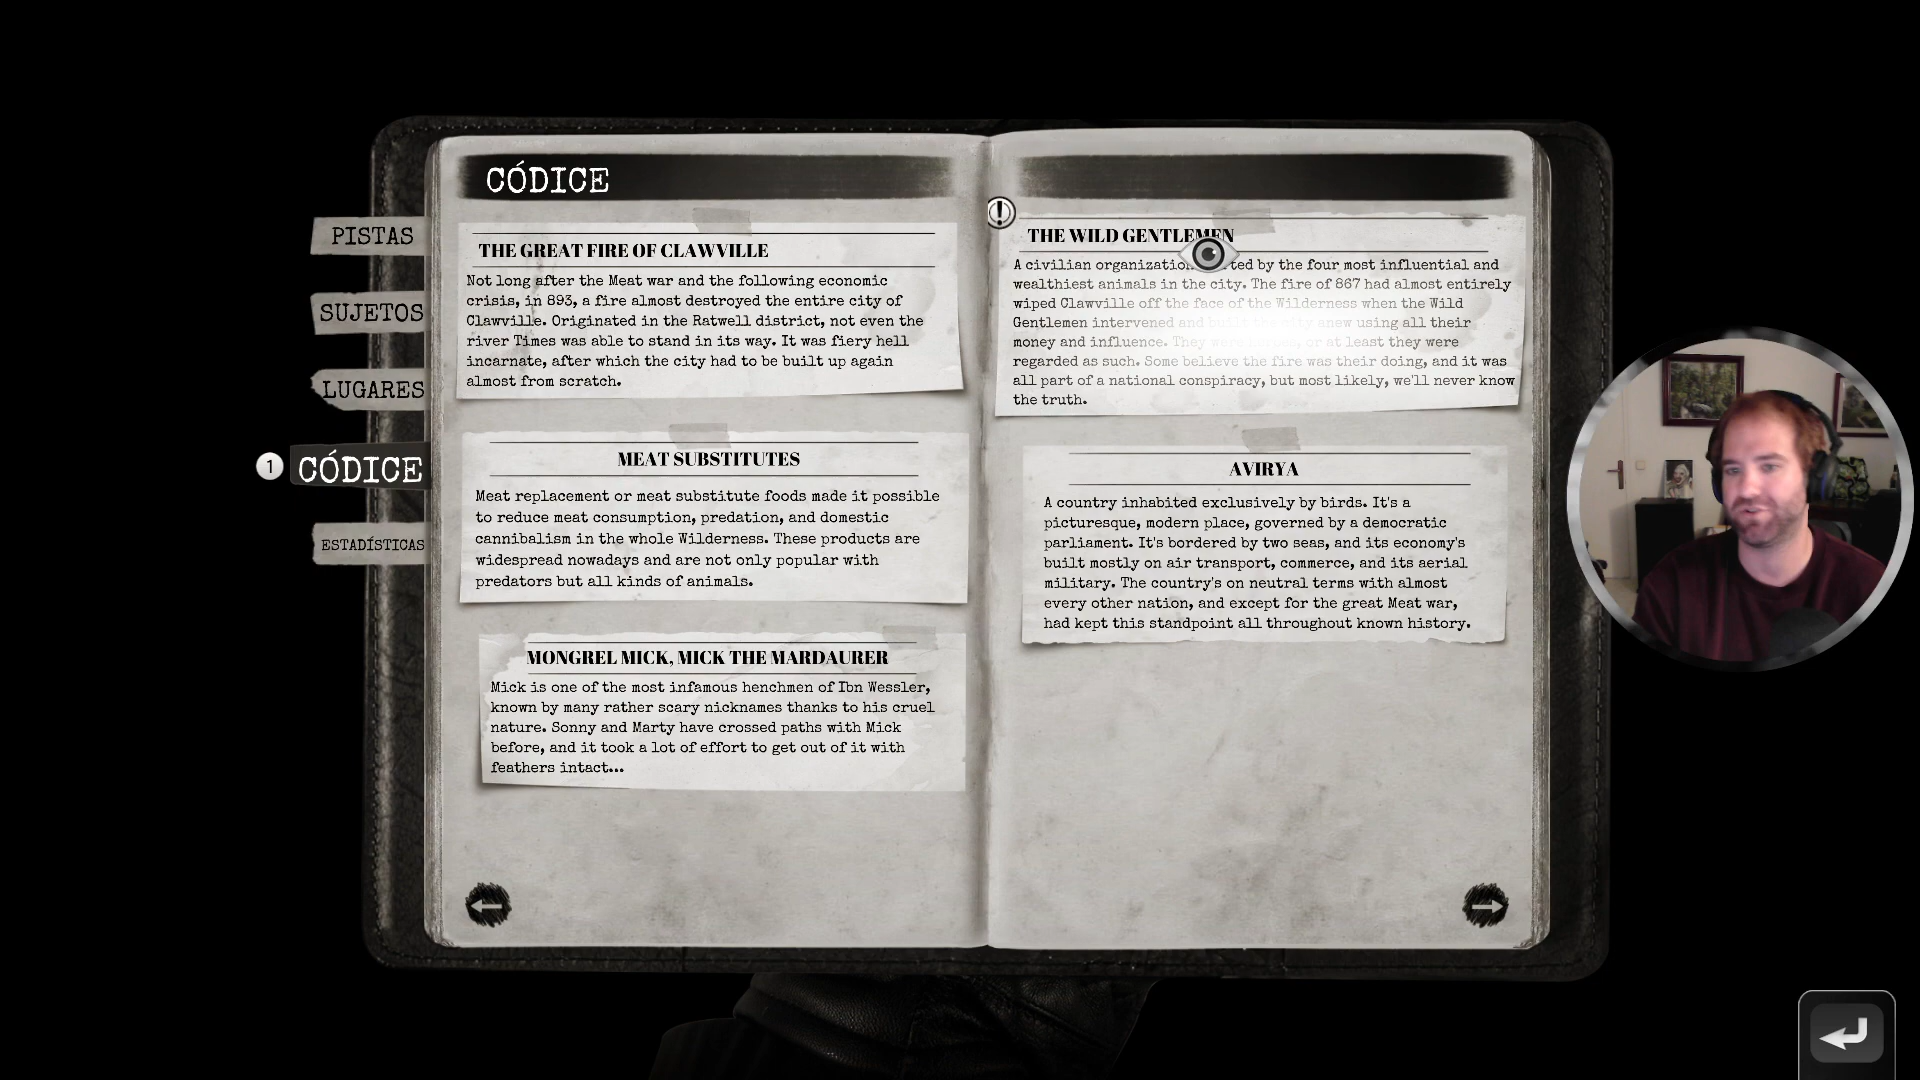 CÓDICE
PISTAS
SUJETOS
LUGARES
1
CÓDICE
ESTADÍSTICAS
THE GREAT FIRE OF CLAWVILLE
Not long after the Meat war and the following economic
crisis, in 893, a fire almost destroyed the entire city of
Clawville. Originated in the Ratwell district, not even the
river Times was able to stand in its way. It was fiery hell
incarnate, after which the city had to be built up again
almost from scratch.
MEAT SUBSTITUTES
Meat replacement or meat substitute foods made it possible
to reduce meat consumption, predation, and domestic
cannibalism in the whole Wilderness. These products are
widespread nowadays and are not only popular with
predators but all kinds of animals.
MONGREL MICK, MICK THE MARDAURER
Mick is one of the most infamous henchmen of Ibn Wessler,
known by many rather scary nicknames thanks to his cruel
nature. Sonny and Marty have crossed paths with Mick
before, and it took a lot of effort to get out of it with
feathers intact...
!
THE WILD GENTLEMEN
A civilian organization by the four most influential and
wealthiest animals in the city. The fire of 867 had almost entirely
wiped Clawville off the face of the Wilderness when the Wild
Gentlemen intervened and built the city anew using all their
money and influence. They were heroes, or at least they were
regarded as such. Some believe the fire was their doing, and it was
all part of a national conspiracy, but most likely, we'll never know
the truth.
AVIRYA
A country inhabited exclusively by birds. It's a
picturesque, modern place, governed by a democratic
parliament. It's bordered by two seas, and its economy's
built mostly on air transport, commerce, and its aerial
military. The country's on neutral terms with almost
every other nation, and except for the great Meat war,
had kept this standpoint all throughout known history.